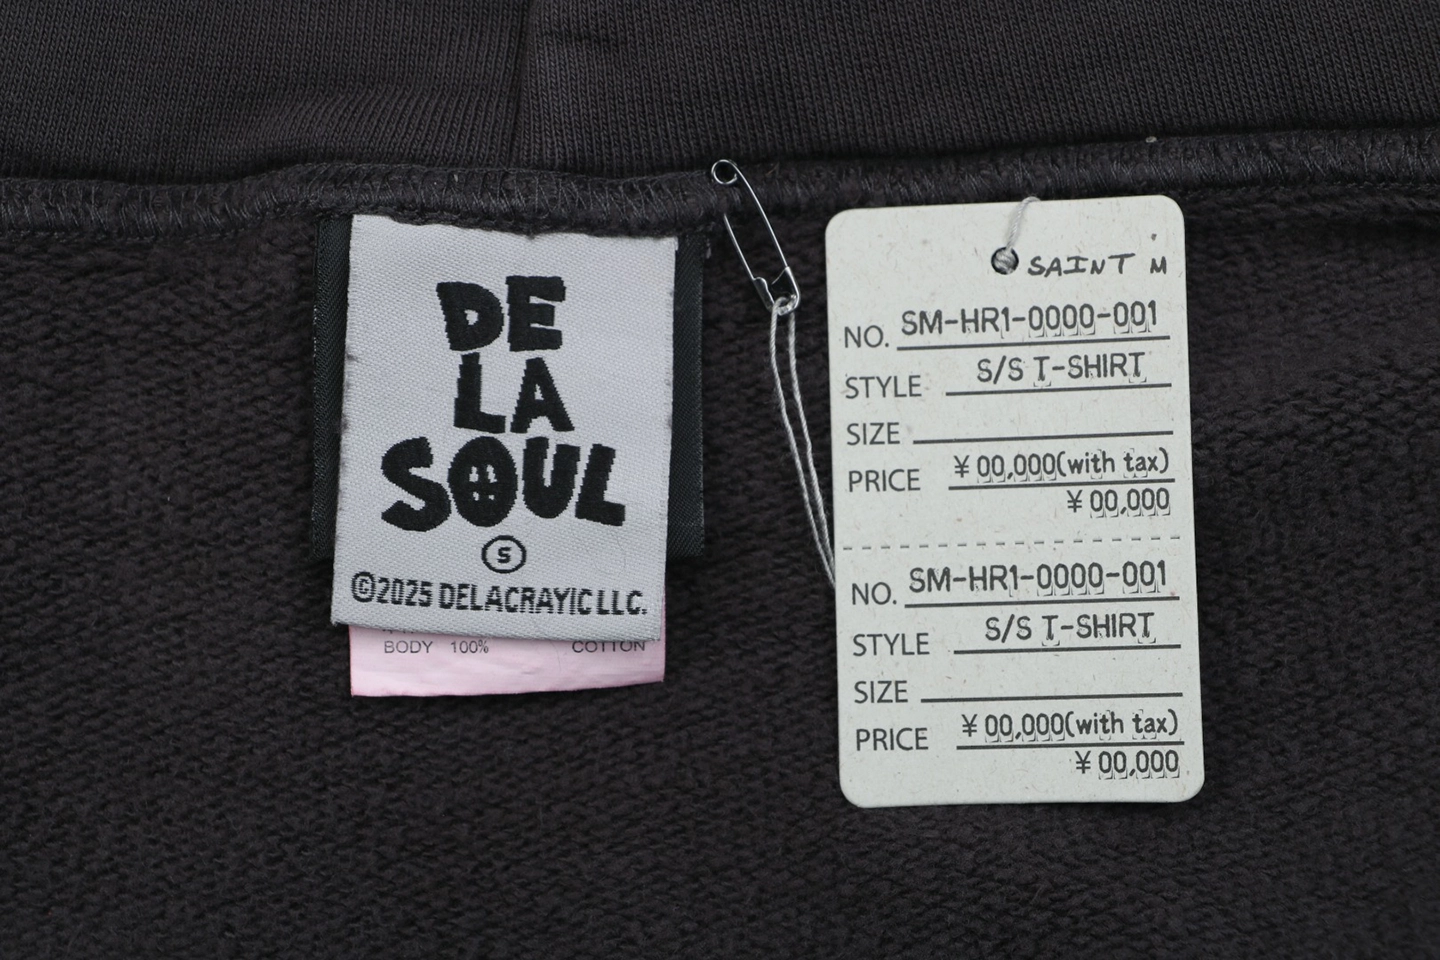 DE
LA
SOUL
S
©2025 DELACRAYIC LLC.
BODY 100% COTTON
SAINT M
NO. SM-HR1-0000-001
STYLE S/S T-SHIRT
SIZE
PRICE ¥00,000(with tax)
¥00,000
NO. SM-HR1-0000-001
STYLE S/S T-SHIRT
SIZE
PRICE ¥00,000(with tax)
¥00,000